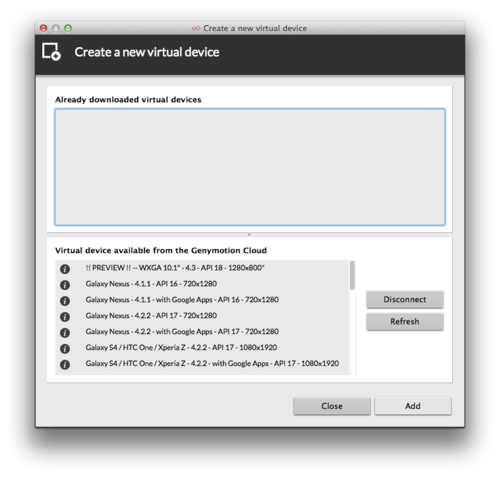 Create a new virtual device
Create a new virtual device
Already downloaded virtual devices
Virtual device available from the Genymotion Cloud
!! PREVIEW !! -- WXGA 10.1" - 4.3 - API 18 - 1280x800"
Galaxy Nexus - 4.1.1 - API 16 - 720x1280
Galaxy Nexus - 4.1.1 - with Google Apps - API 16 - 720x1280
Galaxy Nexus - 4.2.2 - API 17 - 720x1280
Galaxy Nexus - 4.2.2 - with Google Apps - API 17 - 720x1280
Galaxy S4 / HTC One / Xperia Z - 4.2.2 - API 17 - 1080x1920
Galaxy S4 / HTC One / Xperia Z - 4.2.2 - with Google Apps - API 17 - 1080x1920
Disconnect
Refresh
Close
Add